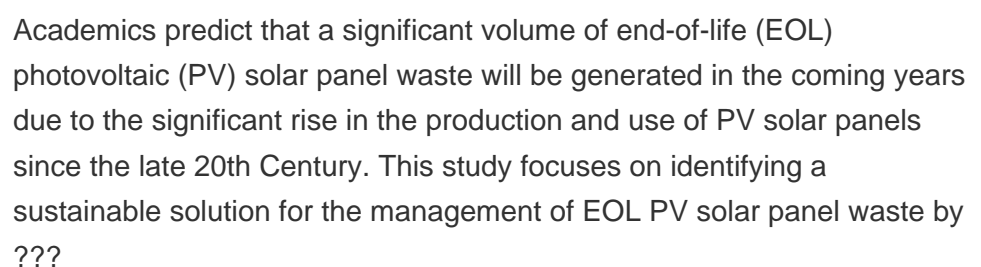 Academics predict that a significant volume of end-of-life (EOL)
photovoltaic (PV) solar panel waste will be generated in the coming years
due to the significant rise in the production and use of PV solar panels
since the late 20th Century. This study focuses on identifying a
sustainable solution for the management of EOL PV solar panel waste by
???